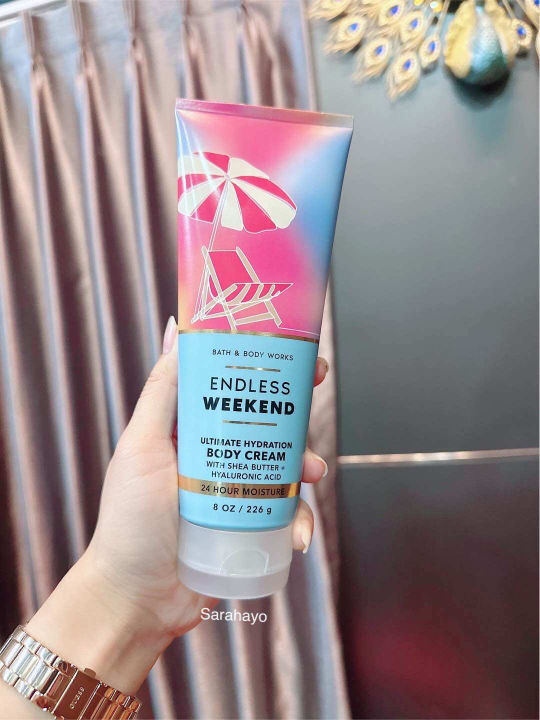 BATH & BODY WORKS
ENDLESS
WEEKEND
ULTIMATE HYDRATION
BODY CREAM
WITH SHEA BUTTER +
HYALURONIC ACID
24 HOUR MOISTURE
8 OZ / 226 g
Sarahayo
GUESS